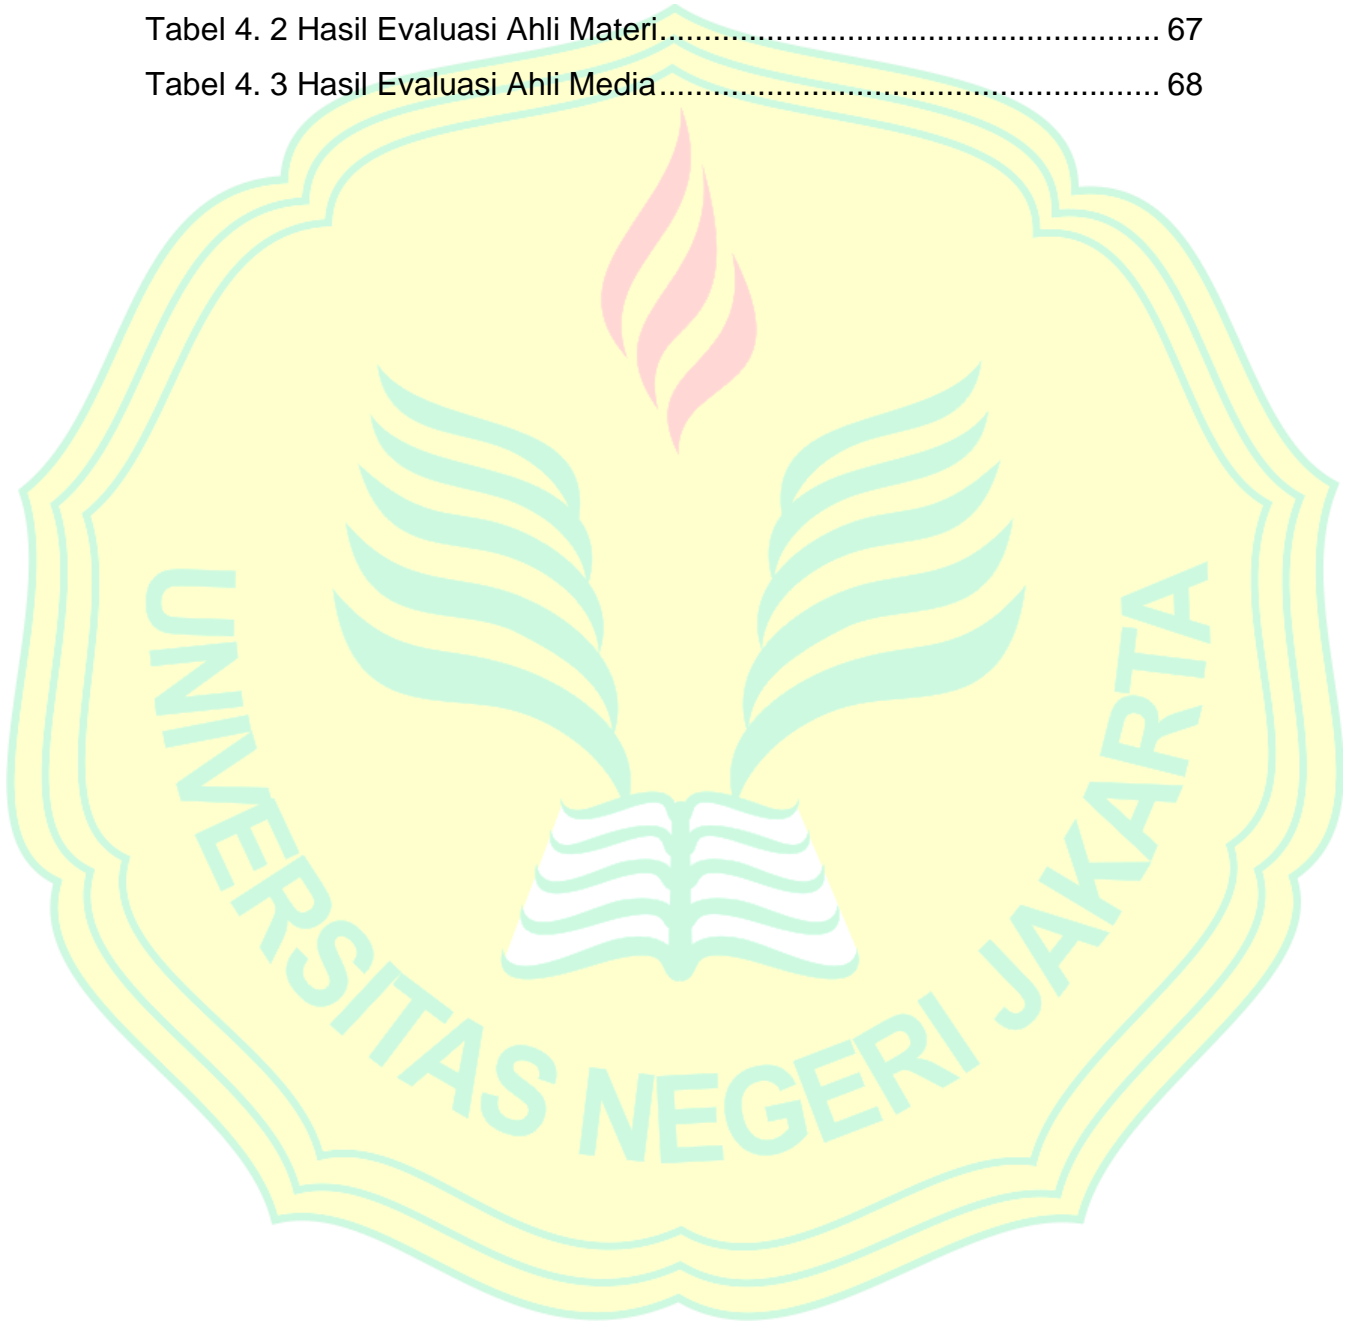 Tabel 4. 2 Hasil Evaluasi Ahli Materi........................................................ 67
Tabel 4. 3 Hasil Evaluasi Ahli Media........................................................ 68
UNIVERSITAS NEGERI JAKARTA